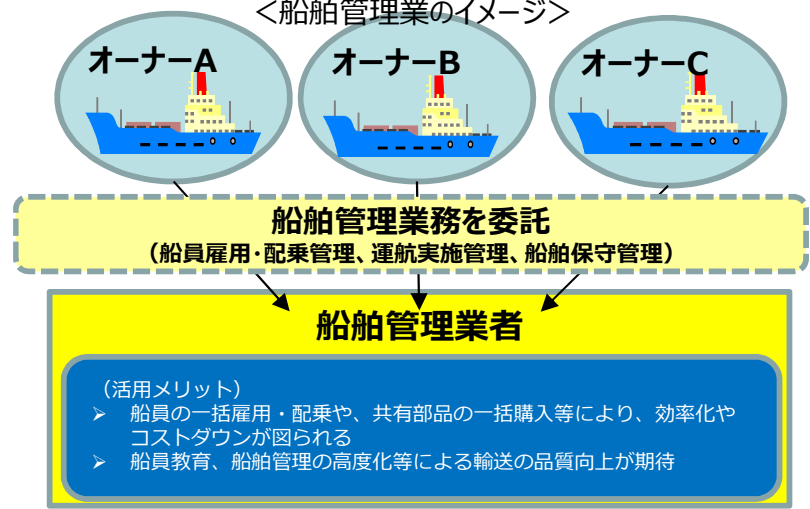 <船舶管理業のイメージ>
オーナーA
オーナーB
オーナーC
船舶管理業務を委託
(船員雇用・配乗管理、運航実施管理、船舶保守管理)
船舶管理業者
(活用メリット)
➢ 船員の一括雇用・配乗や、共有部品の一括購入等により、効率化や
コストダウンが図られる
➢ 船員教育、船舶管理の高度化等による輸送の品質向上が期待